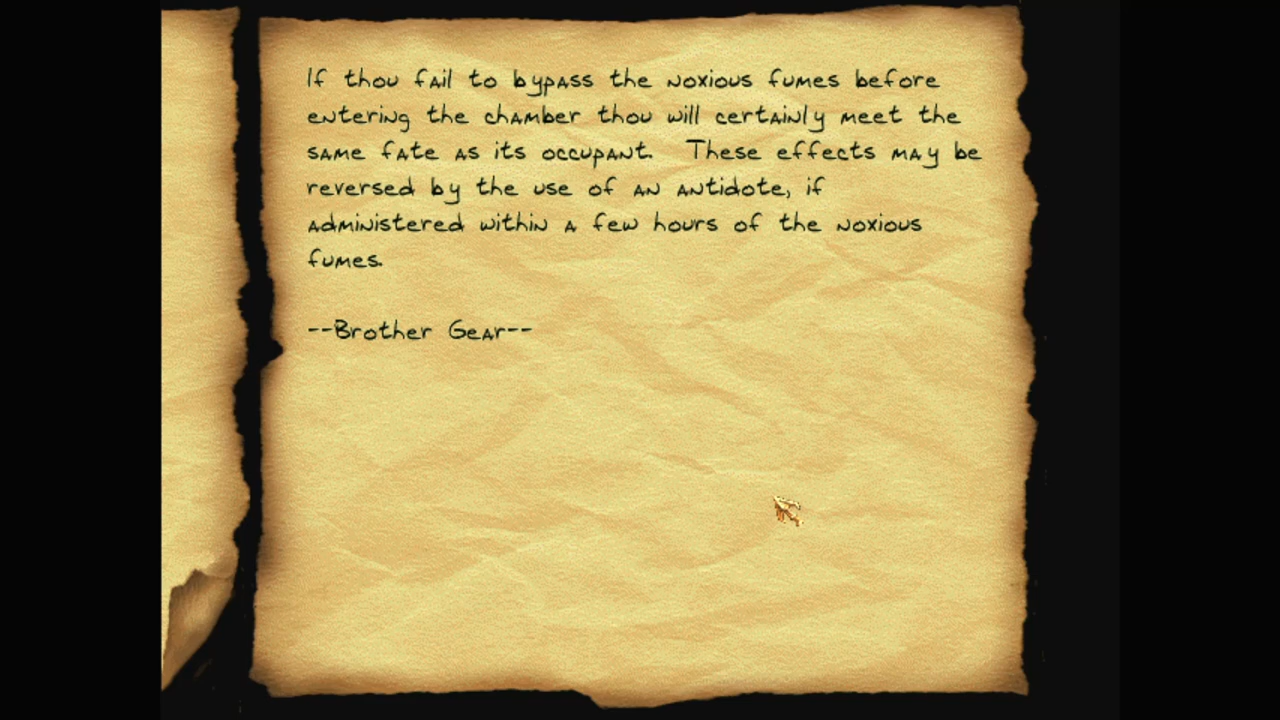 If thou fail to bypass the noxious fumes before
entering the chamber thou will certainly meet the
same fate as its occupant.  These effects may be
reversed by the use of an antidote, if
administered within a few hours of the noxious
fumes.
--Brother Gear--